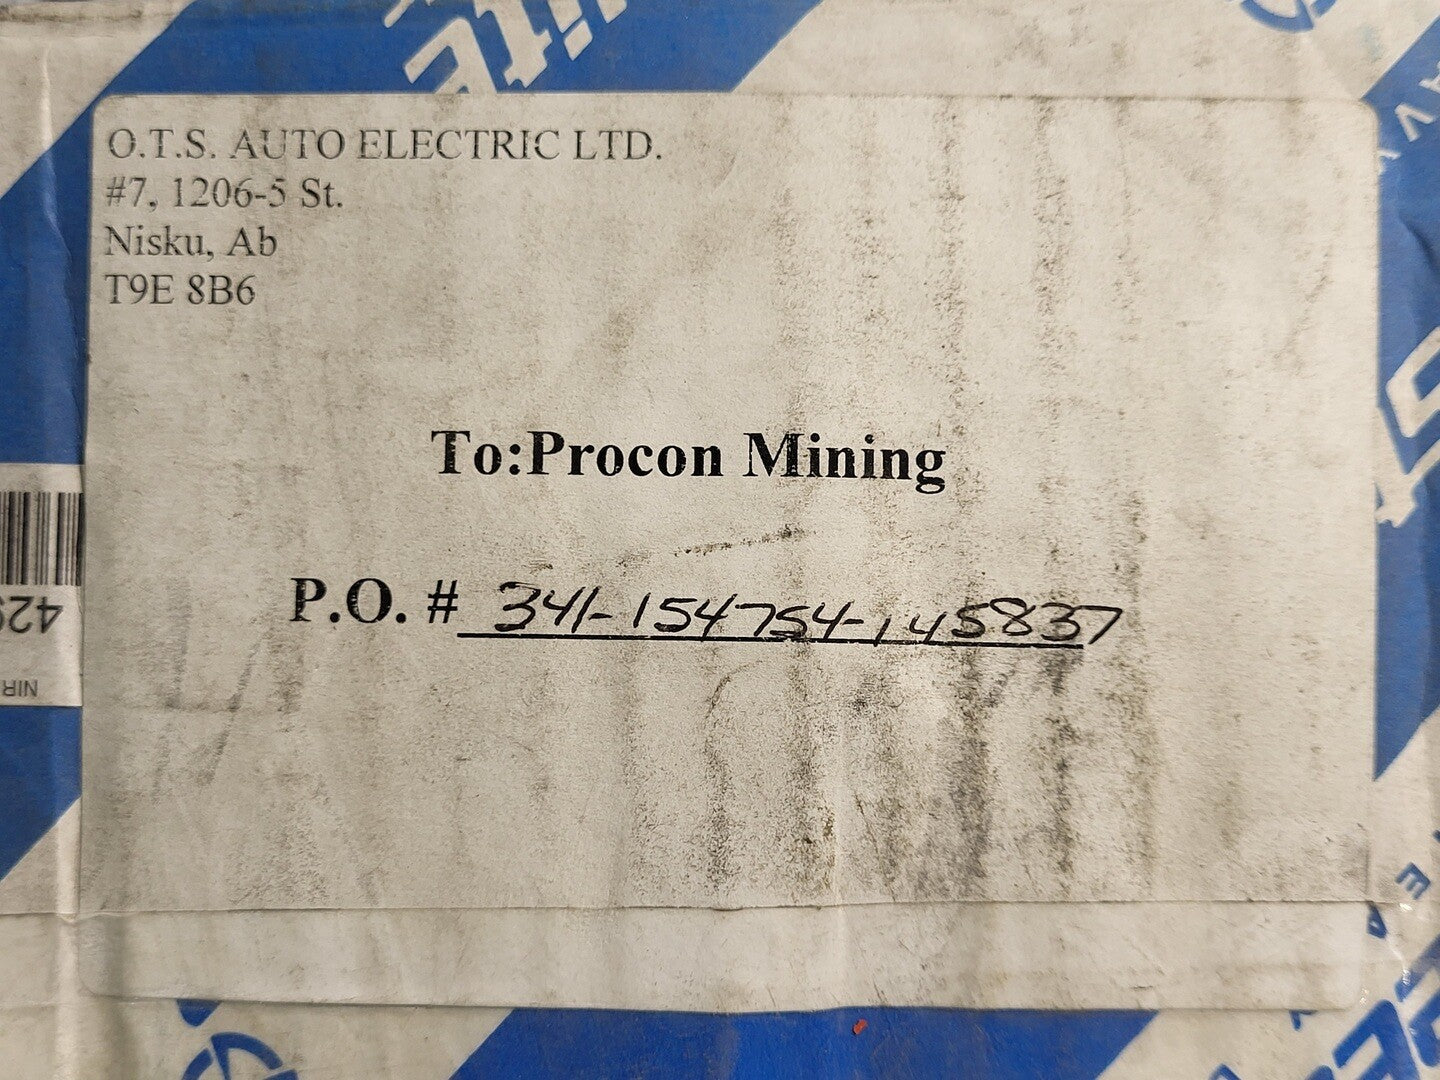 O.T.S. AUTO ELECTRIC LTD.
#7, 1206-5 St.
Nisku, Ab
T9E 8B6
To:Procon Mining
P.O. # 341-154754-145837